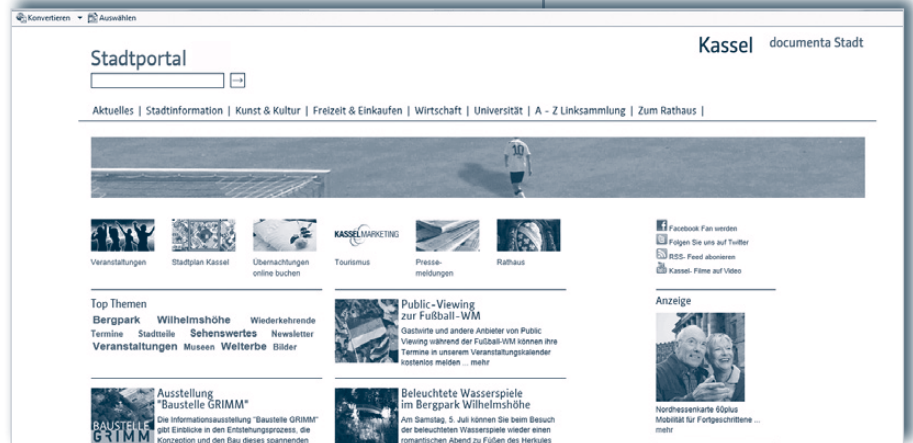 Konvertieren Auswählen
Kassel documenta Stadt
Stadtportal
Aktuelles | Stadtinformation | Kunst & Kultur | Freizeit & Einkaufen | Wirtschaft | Universität | A - Z Linksammlung | Zum Rathaus |
10
KASSELMARKETING
Veranstaltungen
Stadtplan Kassel
Übernachtungen
online buchen
Tourismus
Presse-
meldungen
Rathaus
Facebook Fan werden
Folgen Sie uns auf Twitter
RSS- Feed abonieren
Kassel- Filme auf Video
Top Themen
Bergpark Wilhelmshöhe Wiederkehrende
Termine Stadtteile Sehenswertes Newsletter
Veranstaltungen Museen Welterbe Bilder
Public-Viewing
zur Fußball-WM
Gastwirte und andere Anbieter von Public
Viewing während der Fußball-WM können ihre
Termine in unserem Veranstaltungskalender
kostenlos melden ... mehr
Anzeige
Nordhessenkarte 60plus
Mobilität für Fortgeschrittene ...
mehr
BAUSTELLE
GRIMM
Ausstellung
"Baustelle GRIMM"
Die Informationsausstellung "Baustelle GRIMM"
gibt Einblicke in den Entstehungsprozess, die
Konzeption und den Bau dieses spannenden
Beleuchtete Wasserspiele
im Bergpark Wilhelmshöhe
Am Samstag, 5. Juli können Sie beim Besuch
der beleuchteten Wasserspiele wieder einen
romantischen Abend zu Füßen des Herkules